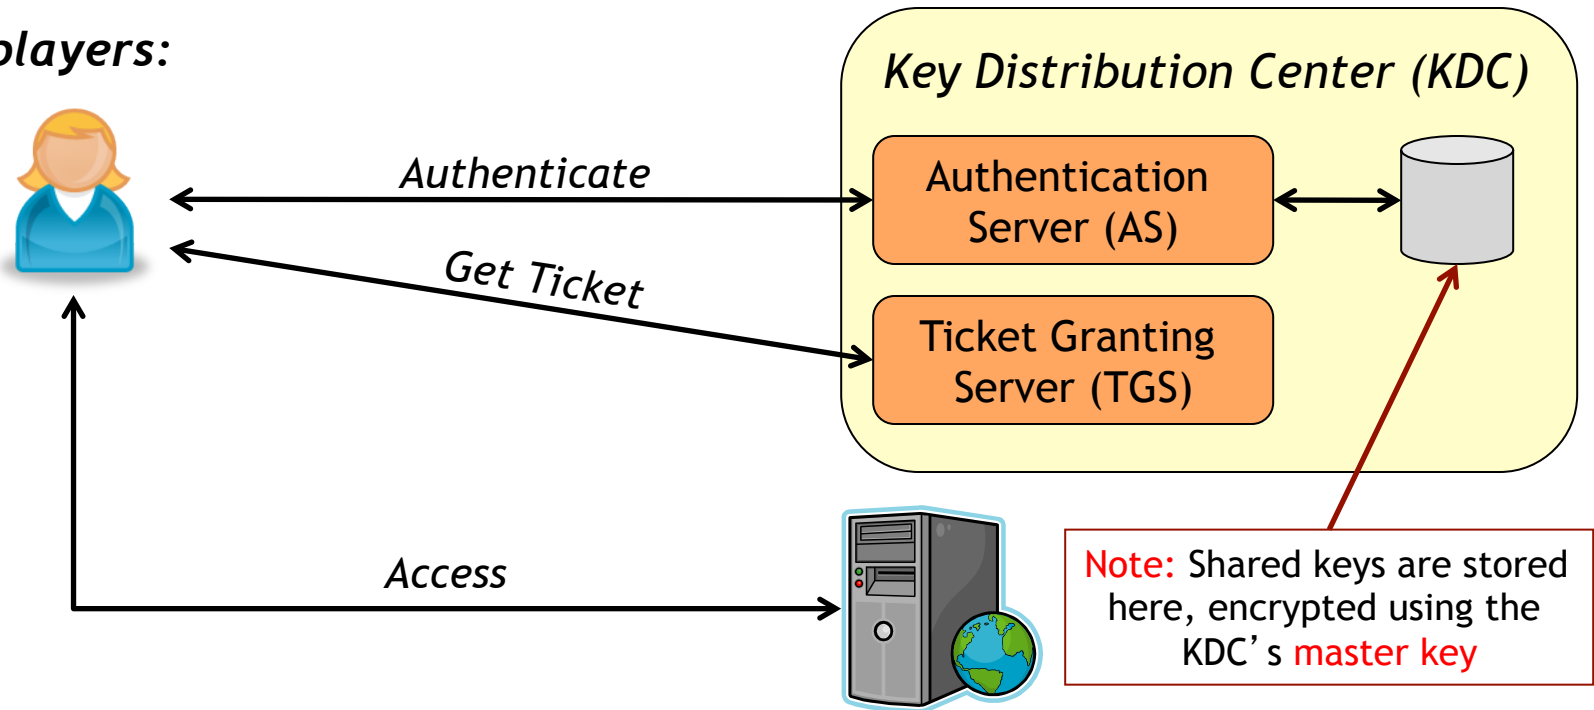 players:
Key Distribution Center (KDC)
Authenticate
Authentication
Server (AS)
Get Ticket
Ticket Granting
Server (TGS)
Access
Note: Shared keys are stored
here, encrypted using the
KDC’s master key